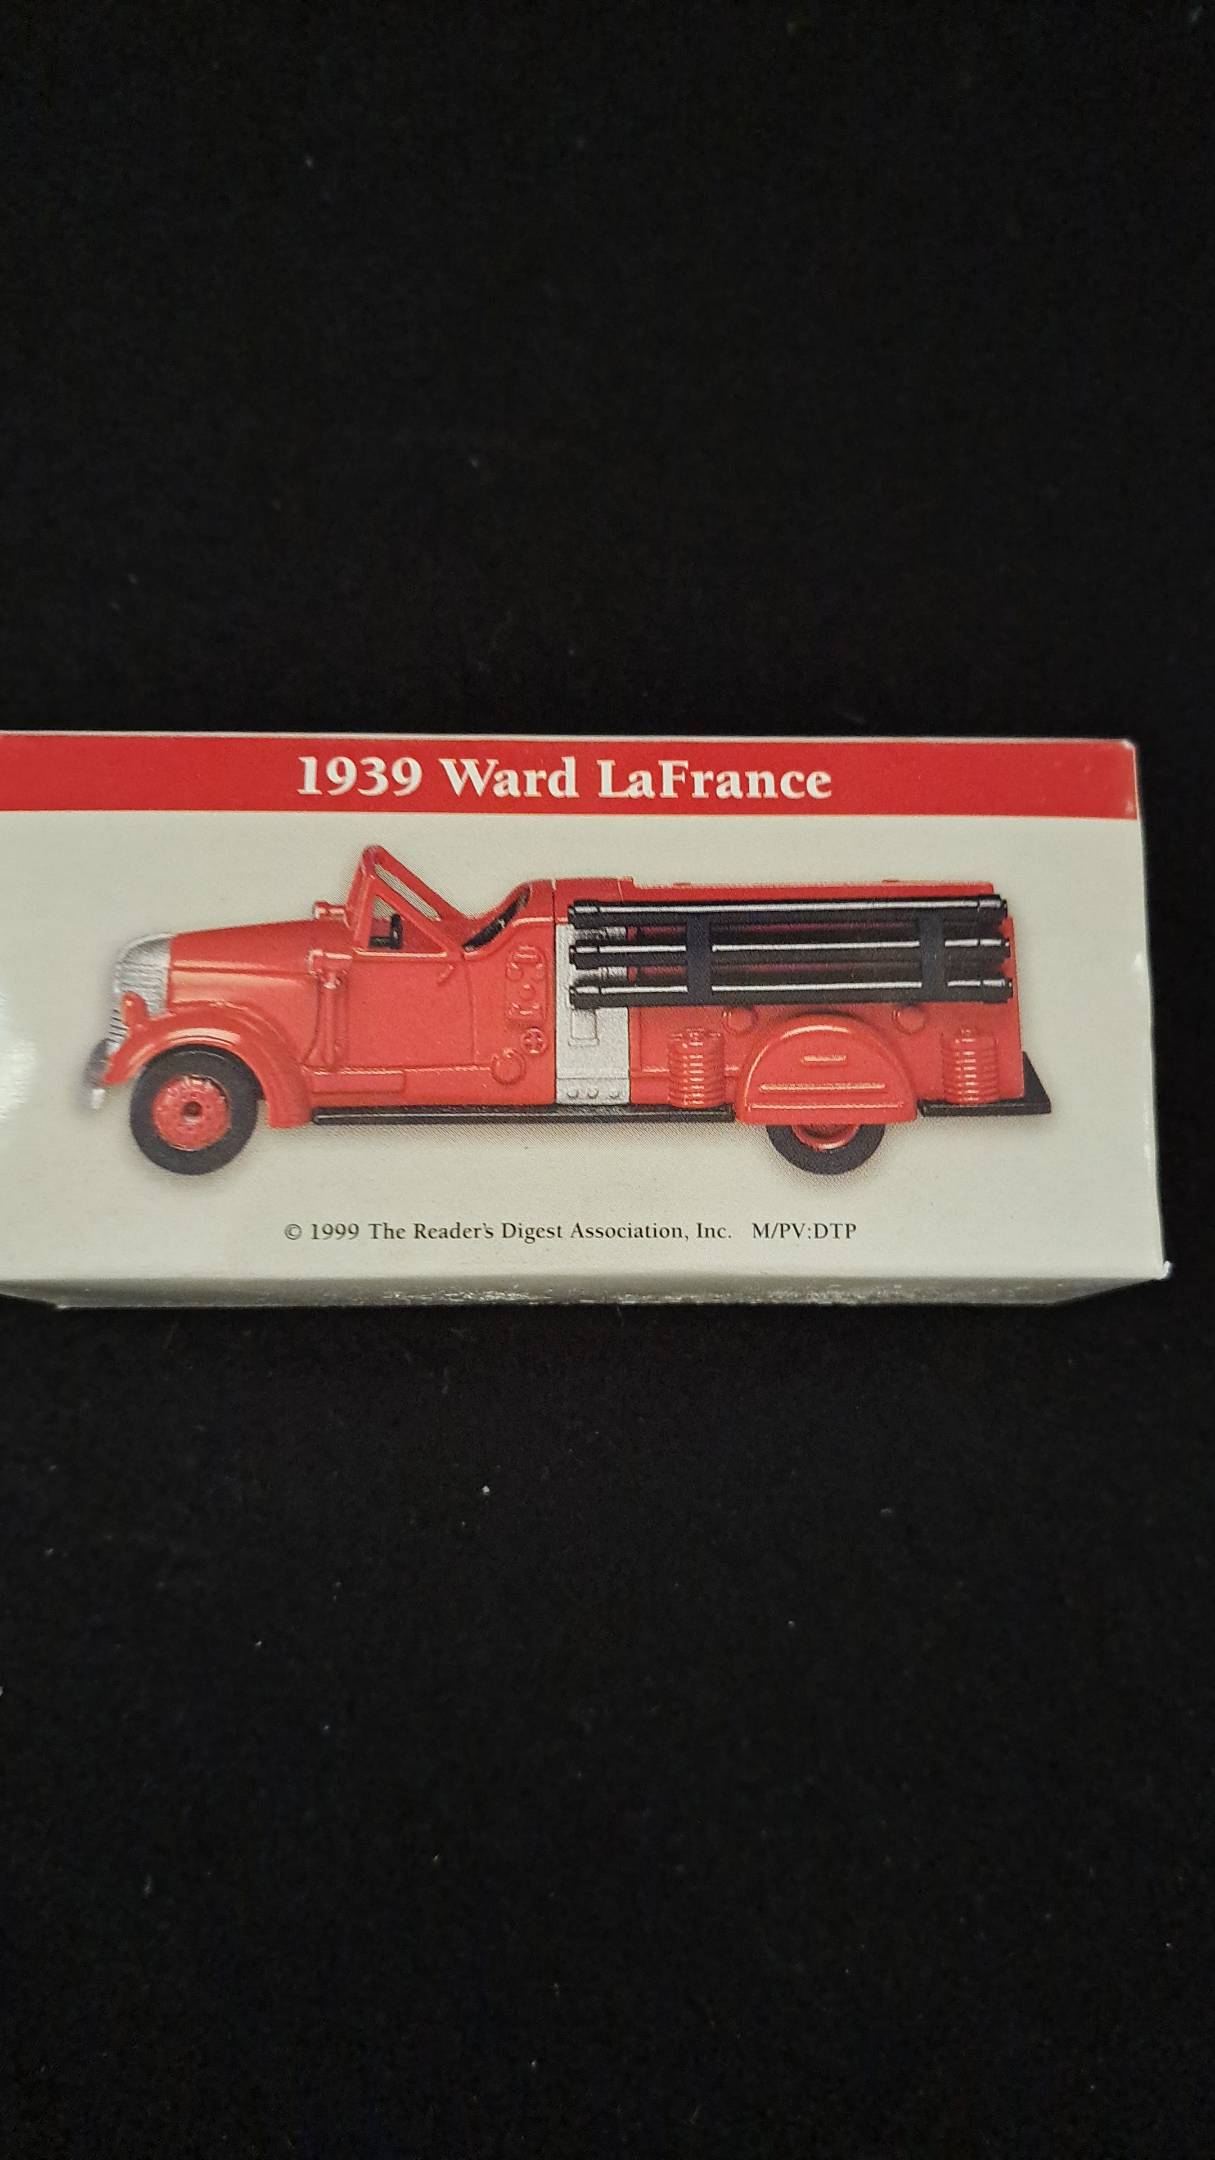 1939 Ward LaFrance
© 1999 The Reader's Digest Association, Inc. M/PV:DTP